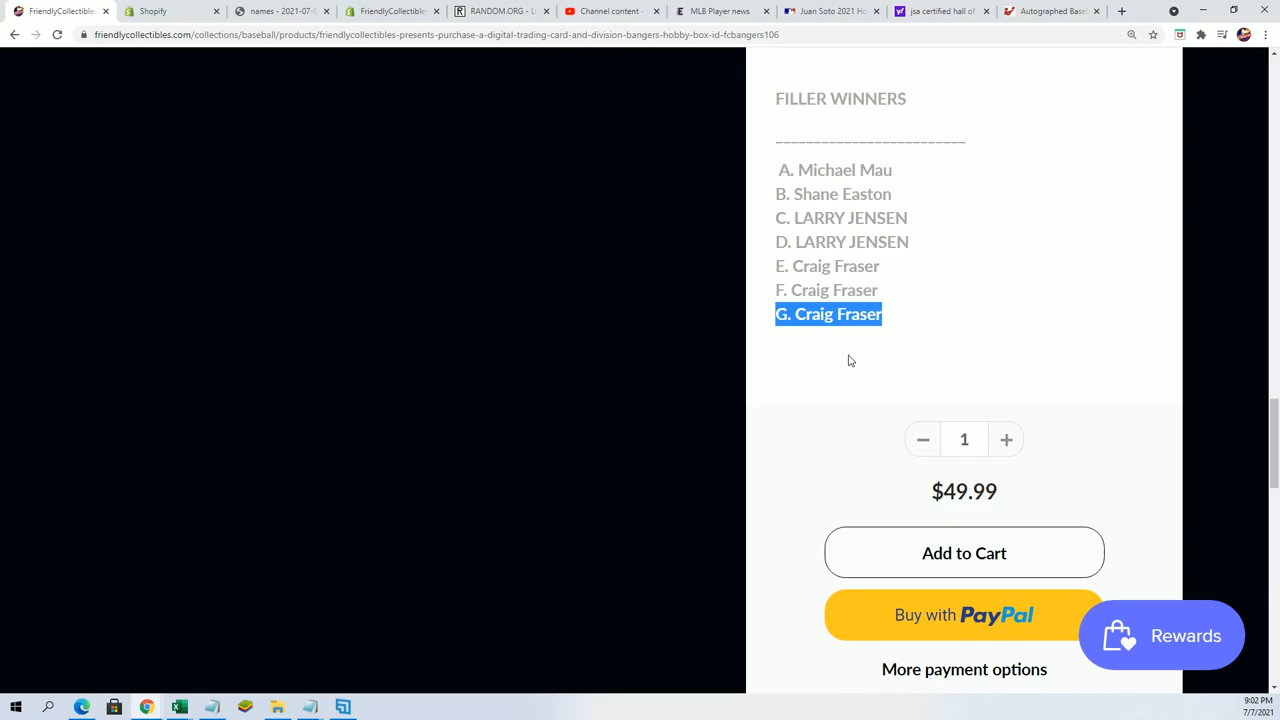 FriendlyCollectibles
Shopify
names - 2021-07-0
FriendlyCollectibles
RANDOM.ORG - Li
Channel content -
MLB Player news
Juan Soto 2021 Ho
jsa certified hall of
Autographed Base
friendlycollectibles.com/collections/baseball/products/friendlycollectibles-presents-purchase-a-digital-trading-card-and-division-bangers-hobby-box-id-fcbangers106
FILLER WINNERS
_________________________
A. Michael Mau
B. Shane Easton
C. LARRY JENSEN
D. LARRY JENSEN
E. Craig Fraser
F. Craig Fraser
G. Craig Fraser
1
$49.99
Add to Cart
Buy with PayPal
Rewards
More payment options
9:02 PM
7/7/2021